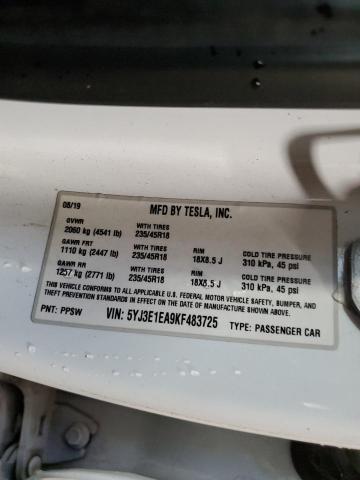 08/19 MFD BY TESLA, INC.
GVWR WITH TIRES
2060 kg (4541 lb) 235/45R18
GAWR FRT WITH TIRES RIM COLD TIRE PRESSURE
1110 kg (2447 lb) 235/45R18 18X8.5 J 310 kPa, 45 psi
GAWR RR WITH TIRES RIM COLD TIRE PRESSURE
1257 kg (2771 lb) 235/45R18 18X8.5 J 310 kPa, 45 psi
THIS VEHICLE CONFORMS TO ALL APPLICABLE U.S. FEDERAL MOTOR VEHICLE SAFETY, BUMPER, AND
THEFT PREVENTION STANDARDS IN EFFECT ON THE DATE OF MANUFACTURE SHOWN ABOVE.
PNT: PPSW VIN: 5YJ3E1EA9KF483725 TYPE: PASSENGER CAR